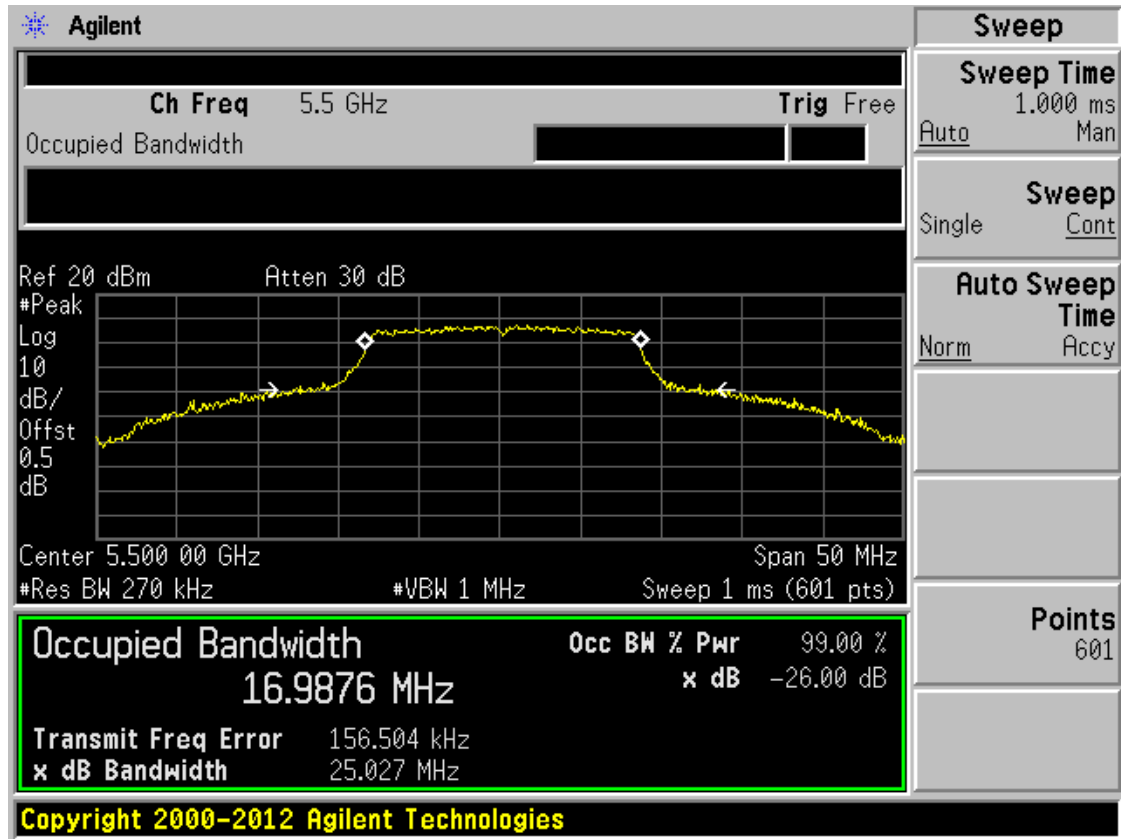 Agilent
Sweep
Ch Freq 5.5 GHz Trig Free
Occupied Bandwidth
Sweep Time
1.000 ms
Auto Man
Sweep
Single Cont
Auto Sweep
Time
Norm Accy
Points
601
Ref 20 dBm Atten 30 dB
#Peak
Log
10
dB/
Offst
0.5
dB
Center 5.500 00 GHz Span 50 MHz
#Res BW 270 kHz #VBW 1 MHz Sweep 1 ms (601 pts)
Occupied Bandwidth
16.9876 MHz
Occ BW % Pwr 99.00 %
x dB -26.00 dB
Transmit Freq Error 156.504 kHz
x dB Bandwidth 25.027 MHz
Copyright 2000-2012 Agilent Technologies